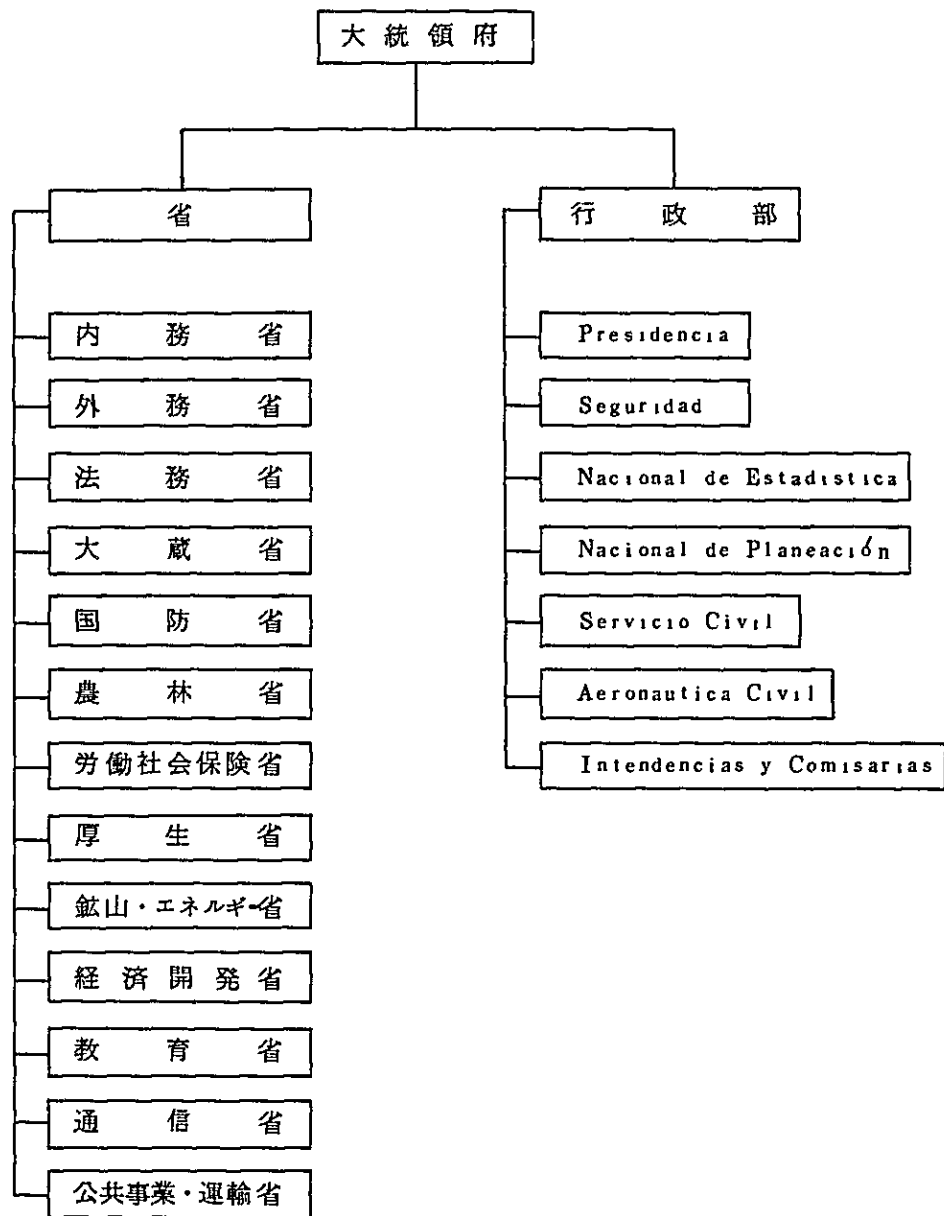 大統領府
省
内務省
外務省
法務省
大蔵省
国防省
農林省
労働社会保険省
厚生省
鉱山・エネルギー省
経済開発省
教育省
通信省
公共事業・運輸省
行政部
Presidencia
Seguridad
Nacional de Estadistica
Nacional de Planeación
Servicio Civil
Aeronautica Civil
Intendencias y Comisarias